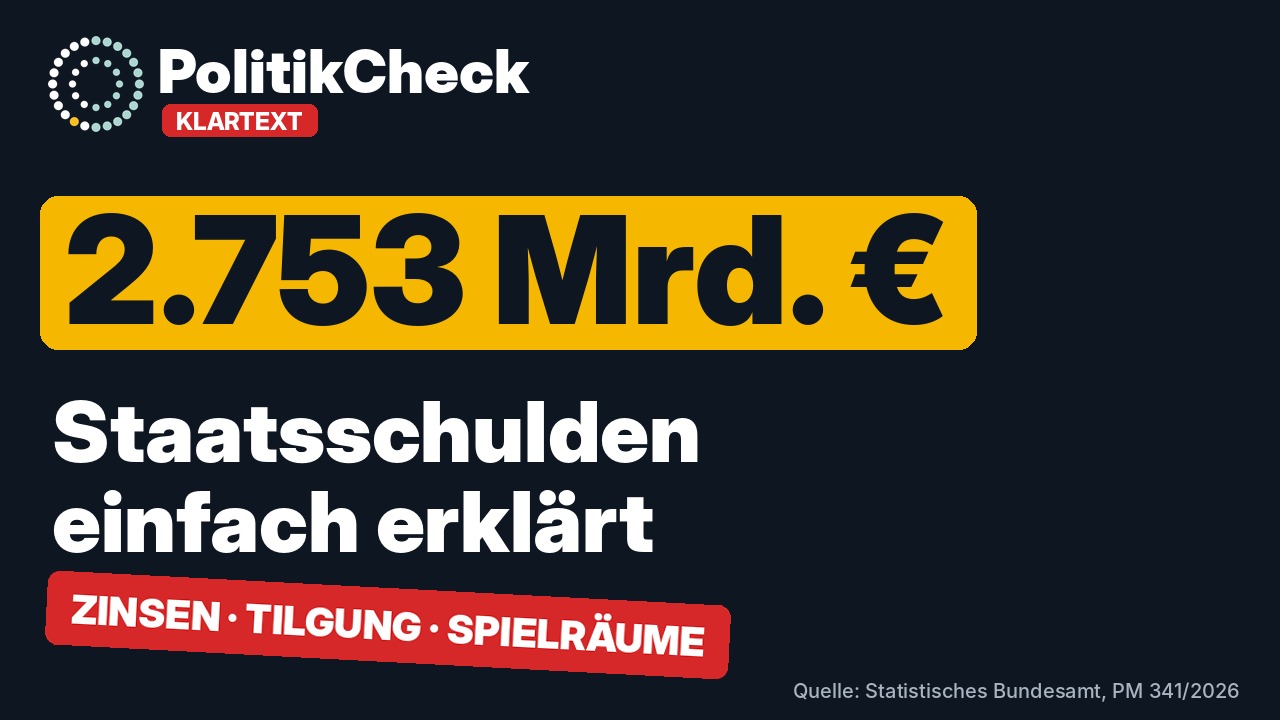 PolitikCheck
KLARTEXT
2.753 Mrd. €
Staatsschulden
einfach erklärt
ZINSEN · TILGUNG · SPIELRÄUME
Quelle: Statistisches Bundesamt, PM 341/2026